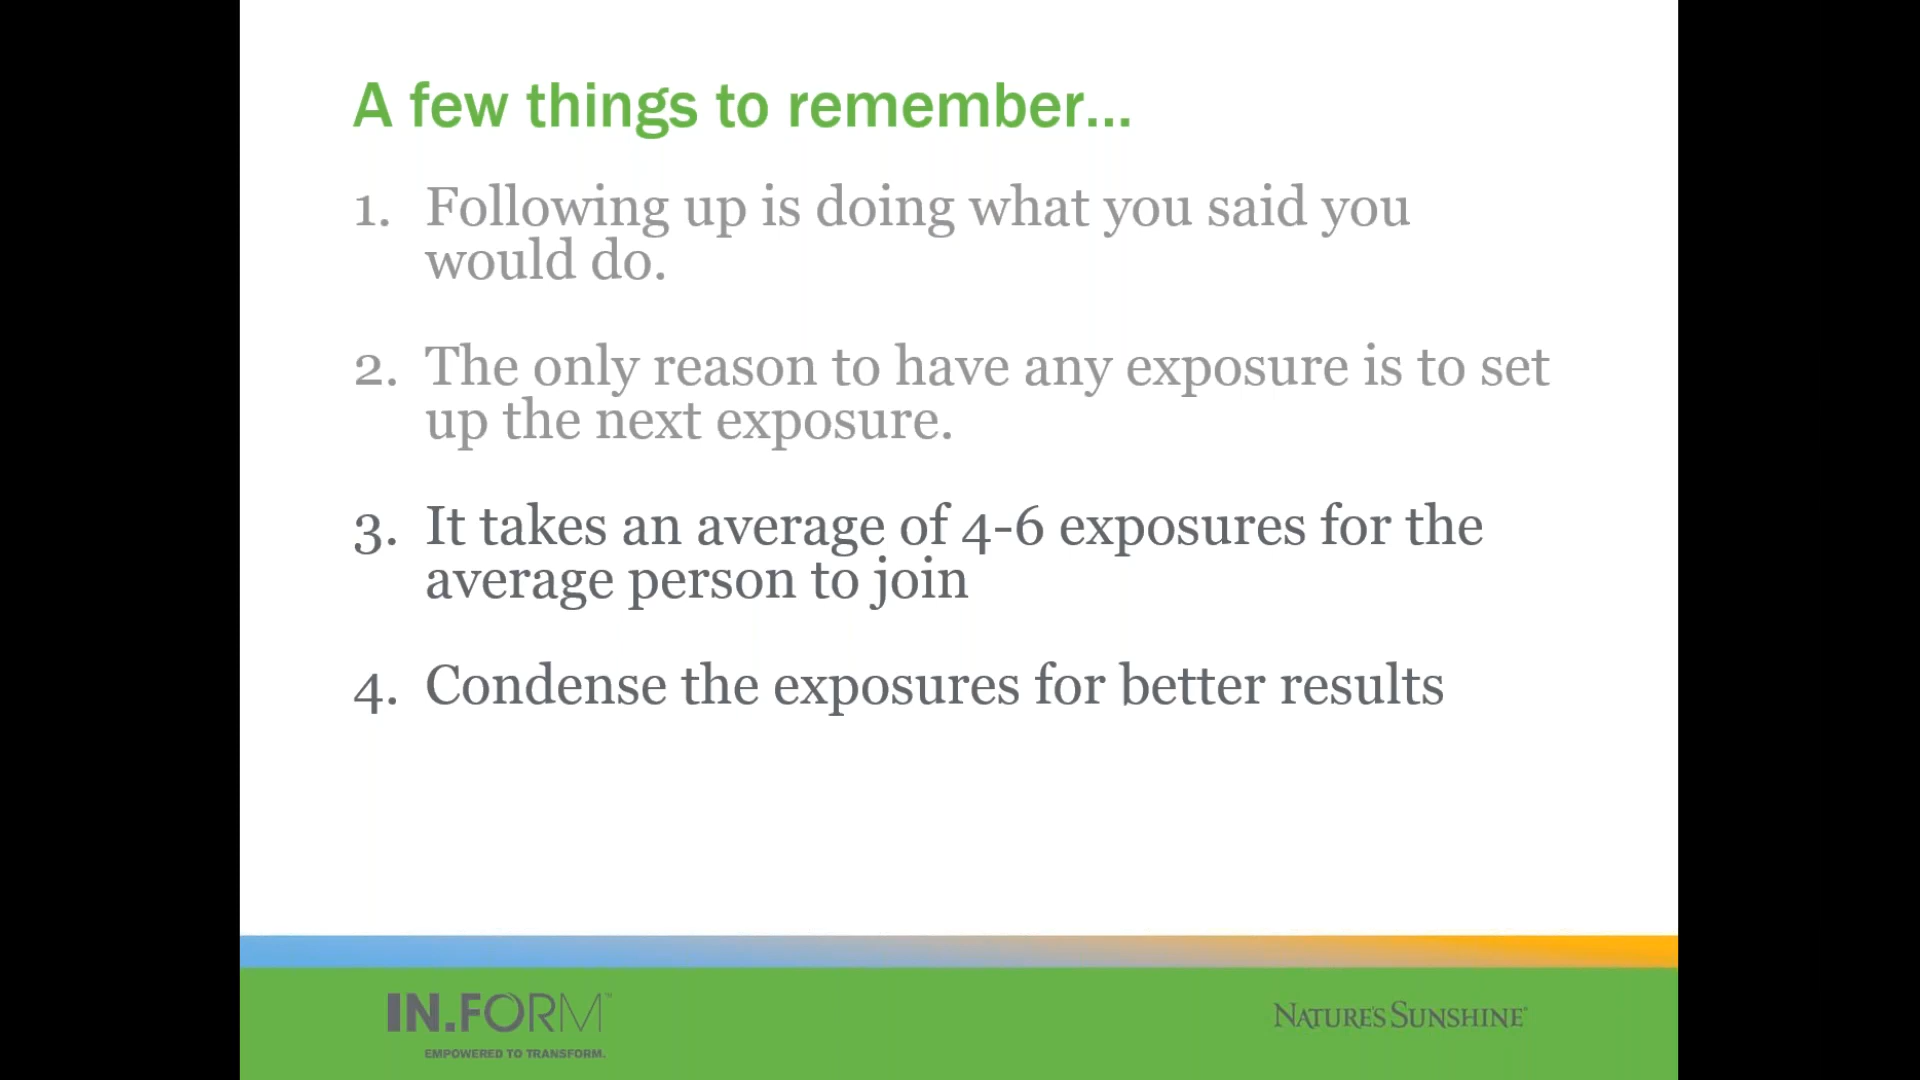 A few things to remember...
1. Following up is doing what you said you
would do.
2. The only reason to have any exposure is to set
up the next exposure.
3. It takes an average of 4-6 exposures for the
average person to join
4. Condense the exposures for better results
IN.FORM™
EMPOWERED TO TRANSFORM.
NATURE'S SUNSHINE®